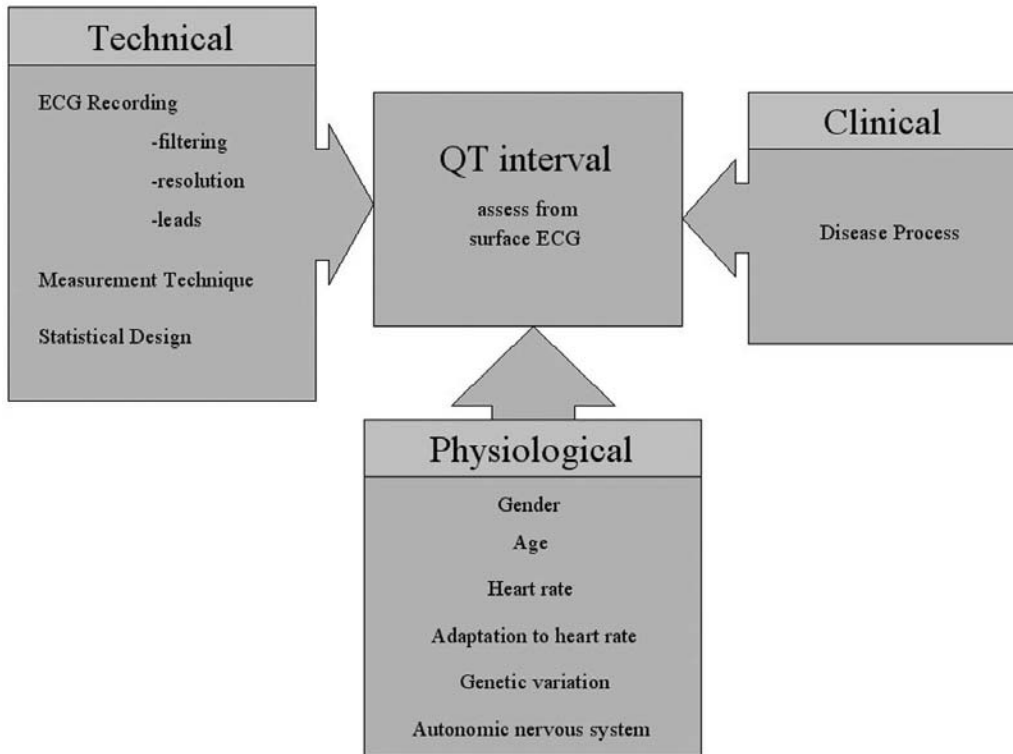 Technical
ECG Recording
-filtering
-resolution
-leads
Measurement Technique
Statistical Design
QT interval
assess from
surface ECG
Clinical
Disease Process
Physiological
Gender
Age
Heart rate
Adaptation to heart rate
Genetic variation
Autonomic nervous system